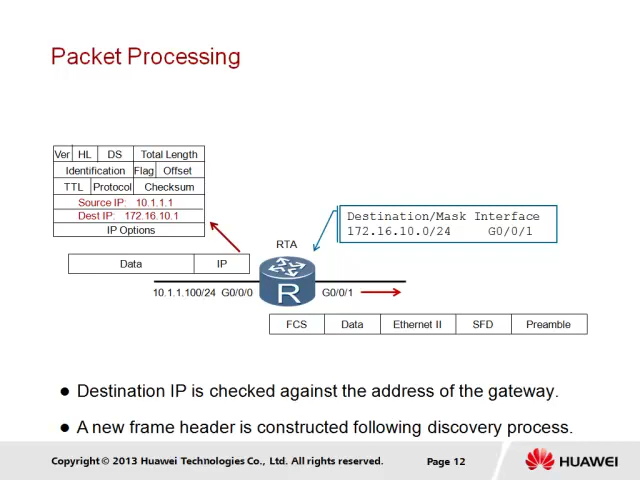 Packet Processing
Ver HL DS Total Length
Identification Flag Offset
TTL Protocol Checksum
Source IP: 10.1.1.1
Dest IP: 172.16.10.1
IP Options
Destination/Mask Interface
172.16.10.0/24 G0/0/1
RTA
Data IP
R
10.1.1.100/24 G0/0/0 G0/0/1
FCS Data Ethernet II SFD Preamble
● Destination IP is checked against the address of the gateway.
● A new frame header is constructed following discovery process.
Copyright © 2013 Huawei Technologies Co., Ltd. All rights reserved. Page 12 HUAWEI